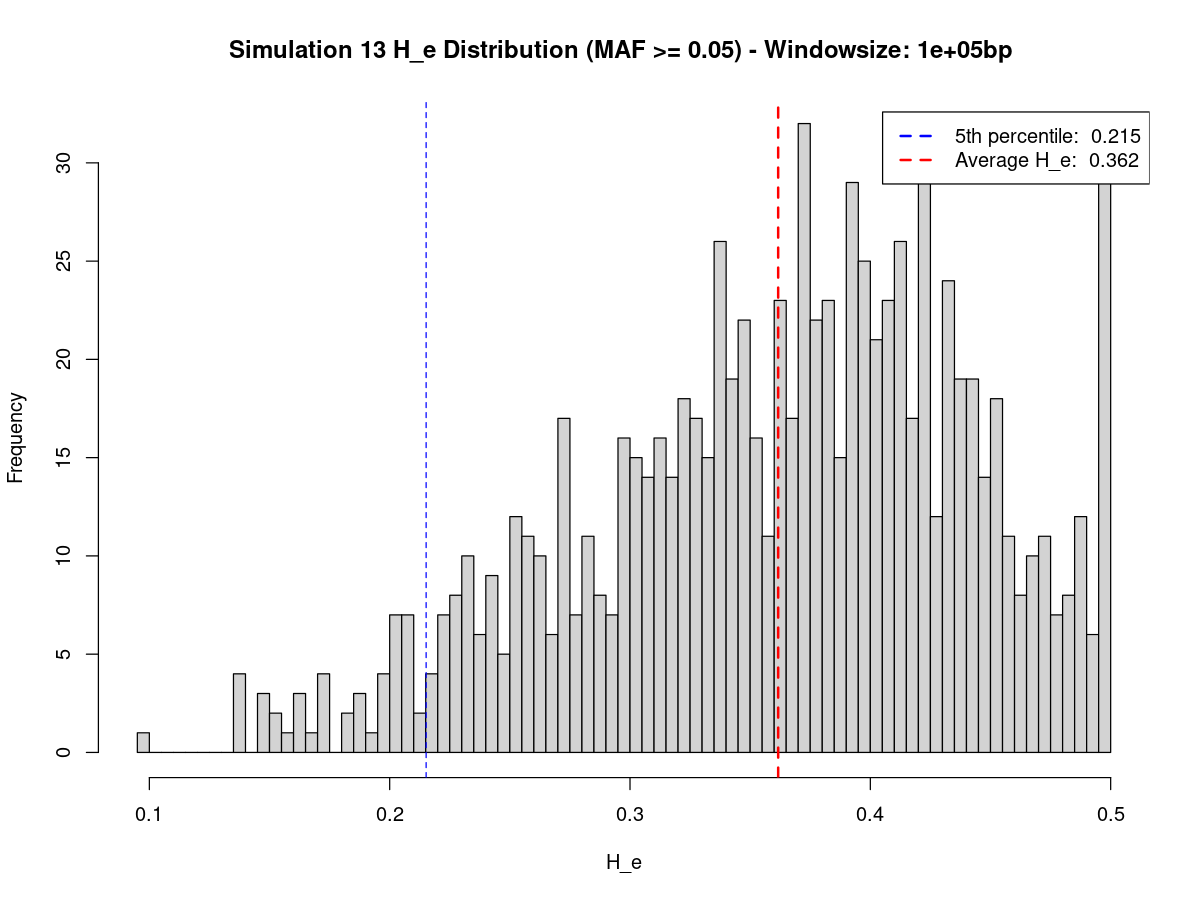 Simulation 13 H_e Distribution (MAF >= 0.05) - Windowsize: 1e+05bp
5th percentile: 0.215
Average H_e: 0.362
Frequency
30
25
20
15
10
5
0
0.1 0.2 0.3 0.4 0.5
H_e